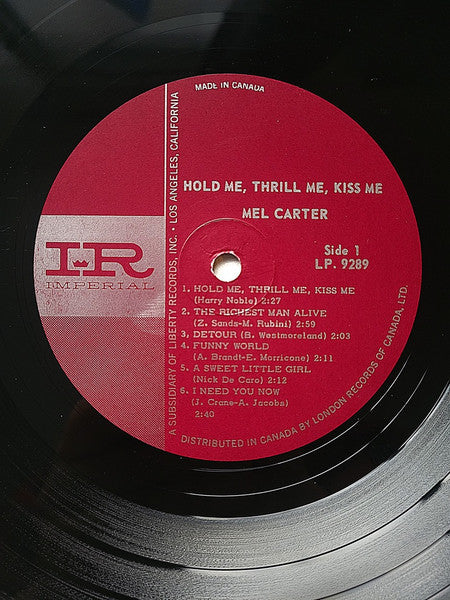 MADE IN CANADA
HOLD ME, THRILL ME, KISS ME
MEL CARTER
Side 1
LP. 9289
IR
IMPERIAL
1. HOLD ME, THRILL ME, KISS ME
(Harry Noble) 2:27
2. THE RICHEST MAN ALIVE
(Z. Sands-M. Rubini) 2:59
3. DETOUR (B. Westmoreland) 2:03
4. FUNNY WORLD
(A. Brandt-E. Morricone) 2:11
5. A SWEET LITTLE GIRL
(Nick De Caro) 2:12
6. I NEED YOU NOW
(J. Crane-A. Jacobs)
2:40
A SUBSIDIARY OF LIBERTY RECORDS, INC. • LOS ANGELES, CALIFORNIA
DISTRIBUTED IN CANADA BY LONDON RECORDS OF CANADA, LTD.